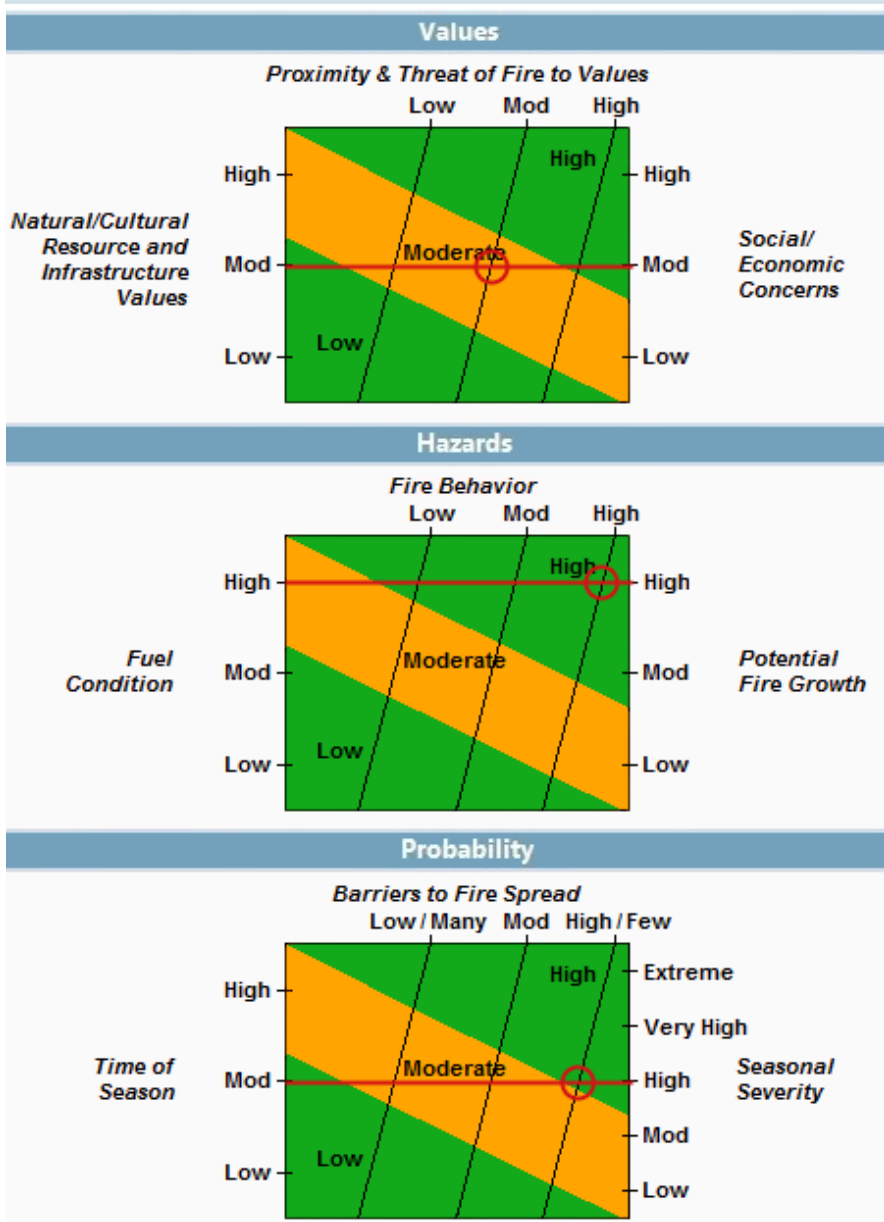 Values
Proximity & Threat of Fire to Values
Low Mod High
High
High
High
Natural/Cultural
Resource and
Infrastructure
Values
Moderate
Mod
Mod
Social/
Economic
Concerns
Low
Low
Low
Hazards
Fire Behavior
Low Mod High
High
High
High
Fuel
Condition
Moderate
Mod
Mod
Potential
Fire Growth
Low
Low
Low
Probability
Barriers to Fire Spread
Low / Many Mod High / Few
High
High
Extreme
Very High
Time of
Season
Moderate
Mod
High
Seasonal
Severity
Mod
Low
Low
Low